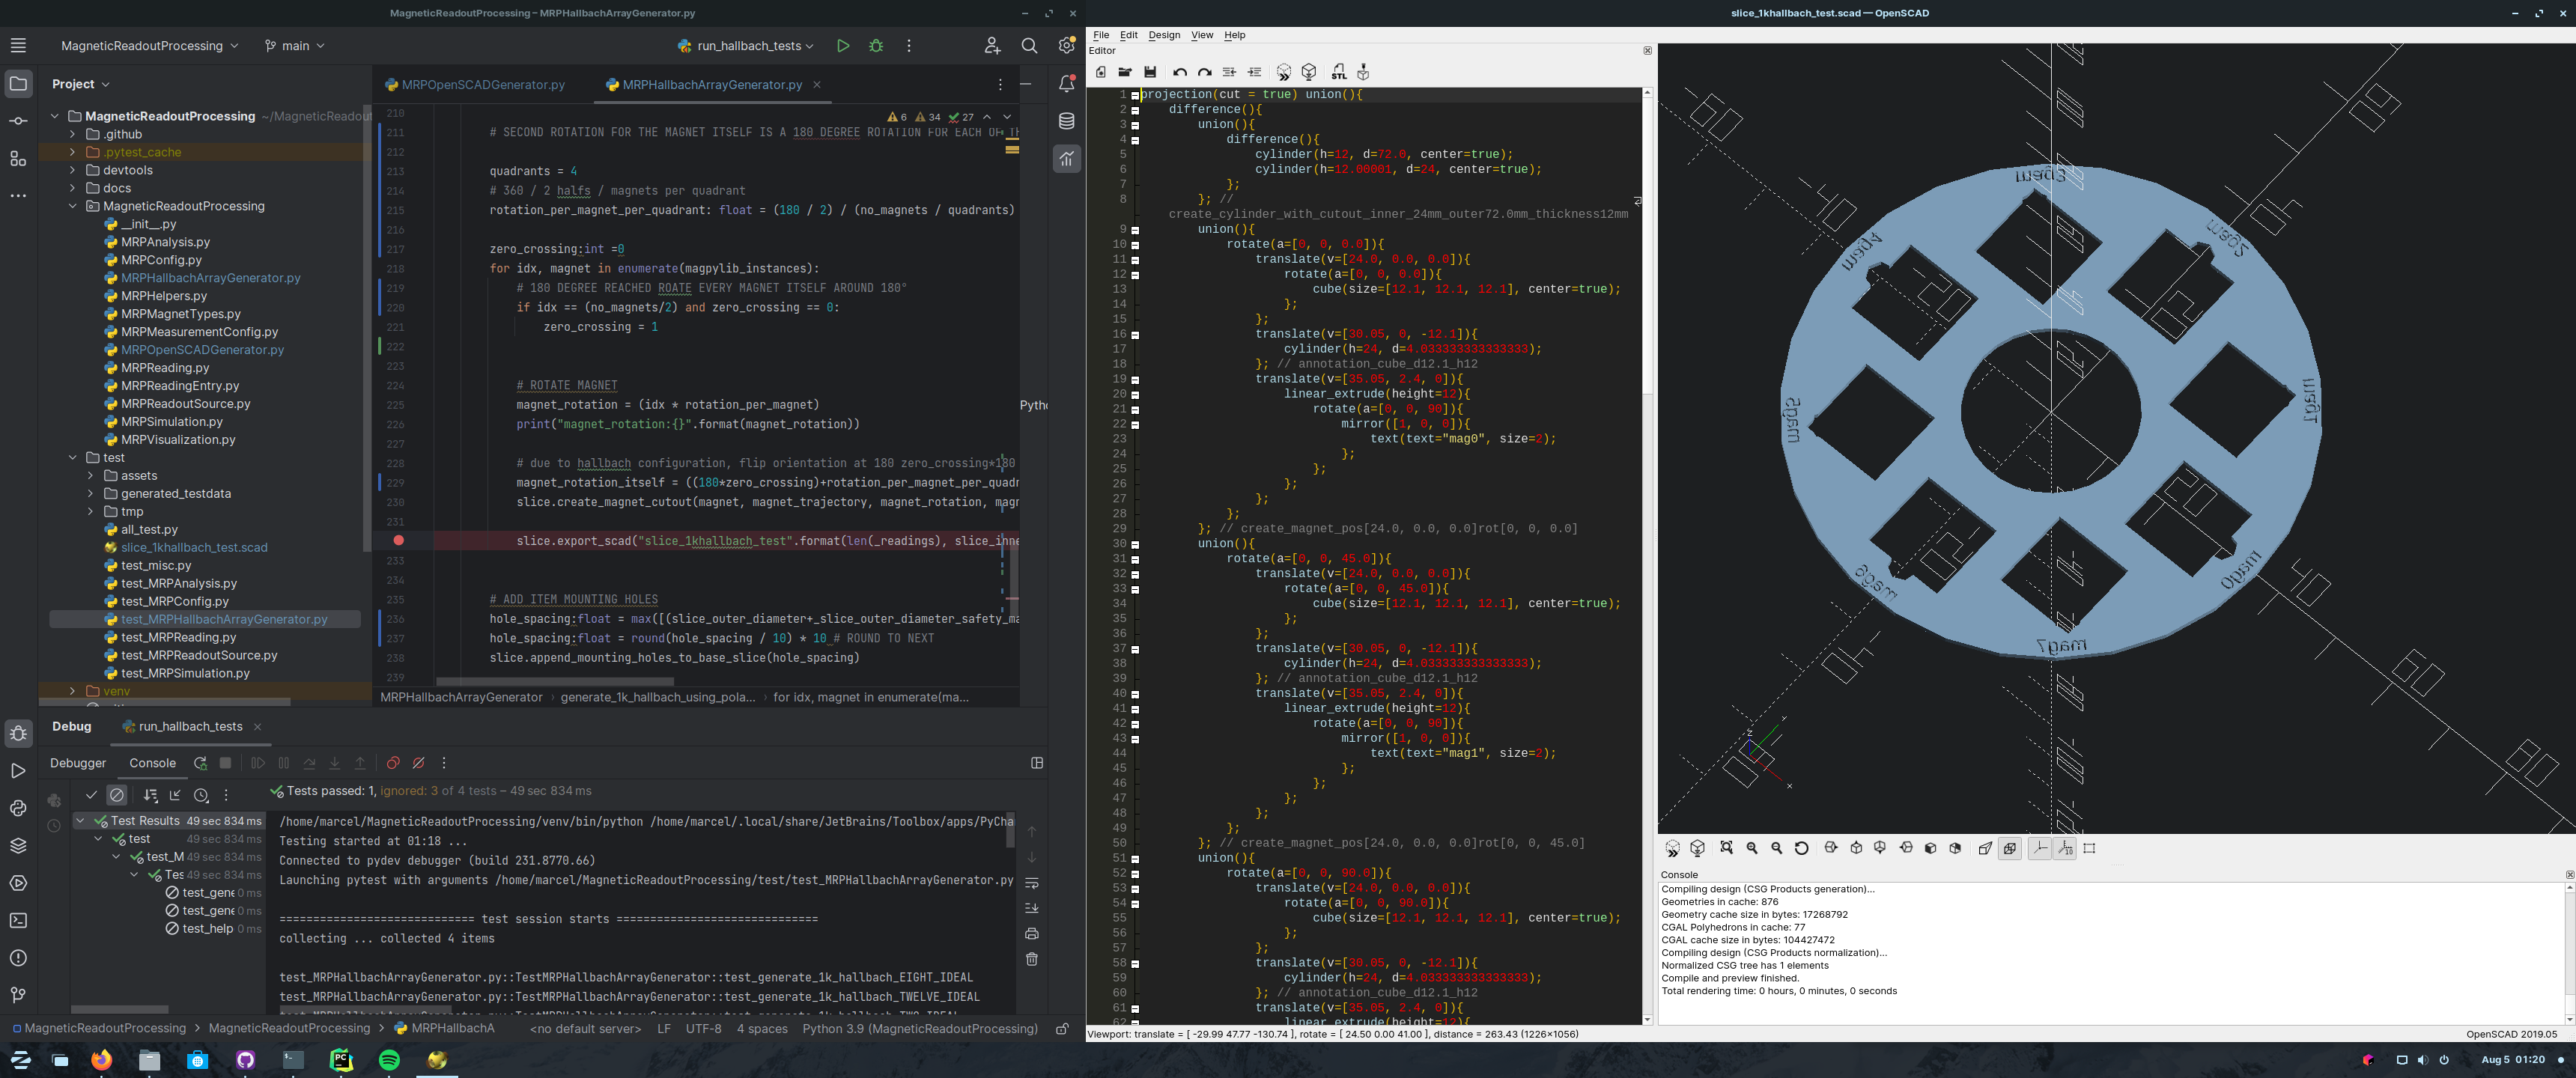 MagneticReadoutProcessing – MRPHallbachArrayGenerator.py
MagneticReadoutProcessing
main
run_hallbach_tests
Project
MRPOpenSCADGenerator.py
MRPHallbachArrayGenerator.py
MagneticReadoutProcessing ~/MagneticReadout
.github
.pytest_cache
devtools
docs
MagneticReadoutProcessing
__init__.py
MRPAnalysis.py
MRPConfig.py
MRPHallbachArrayGenerator.py
MRPHelpers.py
MRPMagnetTypes.py
MRPMeasurementConfig.py
MRPOpenSCADGenerator.py
MRPReading.py
MRPReadingEntry.py
MRPReadoutSource.py
MRPSimulation.py
MRPVisualization.py
test
assets
generated_testdata
tmp
all_test.py
slice_1khallbach_test.scad
test_misc.py
test_MRPAnalysis.py
test_MRPConfig.py
test_MRPHallbachArrayGenerator.py
test_MRPReading.py
test_MRPReadoutSource.py
test_MRPSimulation.py
venv
6 34 27
210
211 # SECOND ROTATION FOR THE MAGNET ITSELF IS A 180 DEGREE ROTATION FOR EACH OF TH
212
213 quadrants = 4
214 # 360 / 2 halfs / magnets per quadrant
215 rotation_per_magnet_per_quadrant: float = (180 / 2) / (no_magnets / quadrants)
216
217 zero_crossing:int =0
218 for idx, magnet in enumerate(magpylib_instances):
219 # 180 DEGREE REACHED ROATE EVERY MAGNET ITSELF AROUND 180°
220 if idx == (no_magnets/2) and zero_crossing == 0:
221 zero_crossing = 1
222
223
224 # ROTATE MAGNET
225 magnet_rotation = (idx * rotation_per_magnet)
226 print("magnet_rotation:{}".format(magnet_rotation))
227
228 # due to hallbach configuration, flip orientation at 180 zero_crossing*180
229 magnet_rotation_itself = ((180*zero_crossing)+rotation_per_magnet_per_quadr
230 slice.create_magnet_cutout(magnet, magnet_trajectory, magnet_rotation, magn
231
slice.export_scad("slice_1khallbach_test".format(len(_readings), slice_inne
233
234
235 # ADD ITEM MOUNTING HOLES
236 hole_spacing:float = max([(slice_outer_diameter+_slice_outer_diameter_safety_ma
237 hole_spacing:float = round(hole_spacing / 10) * 10 # ROUND TO NEXT
238 slice.append_mounting_holes_to_base_slice(hole_spacing)
239
Pytho
MRPHallbachArrayGenerator > generate_1k_hallbach_using_pola... > for idx, magnet in enumerate(ma...
Debug
run_hallbach_tests
Debugger
Console
Tests passed: 1, ignored: 3 of 4 tests – 49 sec 834 ms
Test Results 49 sec 834 ms
test 49 sec 834 ms
test_M 49 sec 834 ms
Tes 49 sec 834 ms
test_gene 0 ms
test_gene 0 ms
test_help 0 ms
/home/marcel/MagneticReadoutProcessing/venv/bin/python /home/marcel/.local/share/JetBrains/Toolbox/apps/PyCha
Testing started at 01:18 ...
Connected to pydev debugger (build 231.8770.66)
Launching pytest with arguments /home/marcel/MagneticReadoutProcessing/test/test_MRPHallbachArrayGenerator.py
============================= test session starts ==============================
collecting ... collected 4 items
test_MRPHallbachArrayGenerator.py::TestMRPHallbachArrayGenerator::test_generate_1k_hallbach_EIGHT_IDEAL
test_MRPHallbachArrayGenerator.py::TestMRPHallbachArrayGenerator::test_generate_1k_hallbach_TWELVE_IDEAL
MagneticReadoutProcessing > MagneticReadoutProcessing > MRPHallbachA
<no default server> LF UTF-8 4 spaces Python 3.9 (MagneticReadoutProcessing)
slice_1khallbach_test.scad — OpenSCAD
File Edit Design View Help
Editor
STL
1 projection(cut = true) union(){
2 difference(){
3 union(){
4 difference(){
5 cylinder(h=12, d=72.0, center=true);
6 cylinder(h=12.00001, d=24, center=true);
7 };
8 }; //
create_cylinder_with_cutout_inner_24mm_outer72.0mm_thickness12mm
9 union(){
10 rotate(a=[0, 0, 0.0]){
11 translate(v=[24.0, 0.0, 0.0]){
12 rotate(a=[0, 0, 0.0]){
13 cube(size=[12.1, 12.1, 12.1], center=true);
14 };
15 };
16 translate(v=[30.05, 0, -12.1]){
17 cylinder(h=24, d=4.033333333333333);
18 }; // annotation_cube_d12.1_h12
19 translate(v=[35.05, 2.4, 0]){
20 linear_extrude(height=12){
21 rotate(a=[0, 0, 90]){
22 mirror([1, 0, 0]){
23 text(text="mag0", size=2);
24 };
25 };
26 };
27 };
28 };
29 }; // create_magnet_pos[24.0, 0.0, 0.0]rot[0, 0, 0.0]
30 union(){
31 rotate(a=[0, 0, 45.0]){
32 translate(v=[24.0, 0.0, 0.0]){
33 rotate(a=[0, 0, 45.0]){
34 cube(size=[12.1, 12.1, 12.1], center=true);
35 };
36 };
37 translate(v=[30.05, 0, -12.1]){
38 cylinder(h=24, d=4.033333333333333);
39 }; // annotation_cube_d12.1_h12
40 translate(v=[35.05, 2.4, 0]){
41 linear_extrude(height=12){
42 rotate(a=[0, 0, 90]){
43 mirror([1, 0, 0]){
44 text(text="mag1", size=2);
45 };
46 };
47 };
48 };
49 };
50 }; // create_magnet_pos[24.0, 0.0, 0.0]rot[0, 0, 45.0]
51 union(){
52 rotate(a=[0, 0, 90.0]){
53 translate(v=[24.0, 0.0, 0.0]){
54 rotate(a=[0, 0, 90.0]){
55 cube(size=[12.1, 12.1, 12.1], center=true);
56 };
57 };
58 translate(v=[30.05, 0, -12.1]){
59 cylinder(h=24, d=4.033333333333333);
60 }; // annotation_cube_d12.1_h12
61 translate(v=[35.05, 2.4, 0]){
62 linear_extrude(height=12){
mag3
mag2
mag4
mag5
mag6
mag7
mag0
Console
Compiling design (CSG Products generation)...
Geometries in cache: 876
Geometry cache size in bytes: 17268792
CGAL Polyhedrons in cache: 77
CGAL cache size in bytes: 104427472
Compiling design (CSG Products normalization)...
Normalized CSG tree has 1 elements
Compile and preview finished.
Total rendering time: 0 hours, 0 minutes, 0 seconds
Viewport: translate = [ -29.99 47.77 -130.74 ], rotate = [ 24.50 0.00 41.00 ], distance = 263.43 (1226×1056)
OpenSCAD 2019.05
Aug 5 01:20